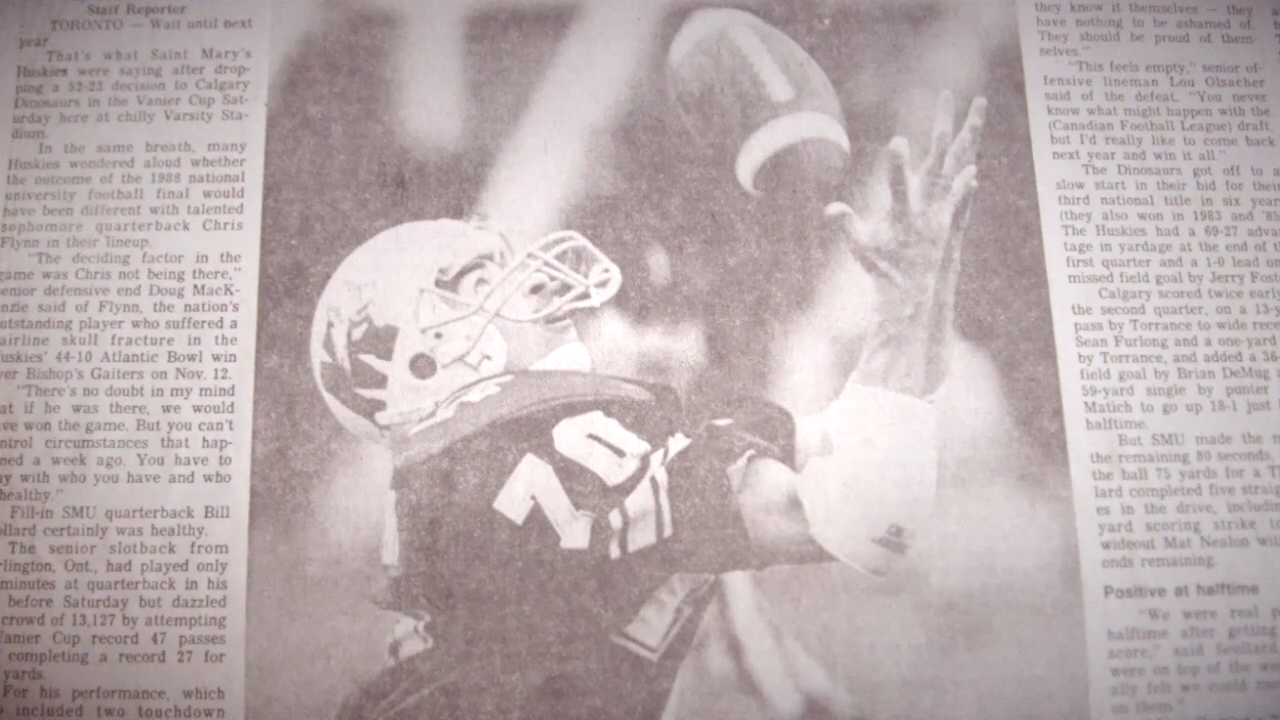 Staff Reporter
TORONTO — Wait until next
year
That's what Saint Mary's
Huskies were saying after drop-
ping a 52-23 decision to Calgary
Dinosaurs in the Vanier Cup Sat-
urday here at chilly Varsity Sta-
dium.
In the same breath, many
Huskies wondered aloud whether
the outcome of the 1988 national
university football final would
have been different with talented
sophomore quarterback Chris
Flynn in their lineup.
"The deciding factor in the
game was Chris not being there,"
senior defensive end Doug MacK-
nzie said of Flynn, the nation's
utstanding player who suffered a
airline skull fracture in the
uskies' 44-10 Atlantic Bowl win
ver Bishop's Gaiters on Nov. 12.
"There's no doubt in my mind
at if he was there, we would
ve won the game. But you can't
ntrol circumstances that hap-
ned a week ago. You have to
y with who you have and who
healthy."
Fill-in SMU quarterback Bill
ollard certainly was healthy.
The senior slotback from
rlington, Ont., had played only
minutes at quarterback in his
before Saturday but dazzled
crowd of 13,127 by attempting
Vanier Cup record 47 passes
completing a record 27 for
yards.
For his performance, which
included two touchdown
70
they know it themselves — they
have nothing to be ashamed of.
They should be proud of them-
selves."
"This feels empty," senior of-
fensive lineman Lou Olsacher
said of the defeat. "You never
know what might happen with the
(Canadian Football League) draft,
but I'd really like to come back
next year and win it all."
The Dinosaurs got off to a
slow start in their bid for their
third national title in six year
(they also won in 1983 and '85
The Huskies had a 69-27 adva
tage in yardage at the end of t
first quarter and a 1-0 lead on
missed field goal by Jerry Fost
Calgary scored twice early
the second quarter, on a 13-y
pass by Torrance to wide rece
Sean Furlong and a one-yard
by Torrance, and added a 36-
field goal by Brian DeMug a
59-yard single by punter
Matich to go up 18-1 just
halftime.
But SMU made the m
the remaining 80 seconds,
the ball 75 yards for a T
lard completed five straig
es in the drive, includin
yard scoring strike t
wideout Mat Nealon wit
onds remaining.
Positive at halftime
"We were real p
halftime after getting
score," said Scollard
were on top of the wo
ally felt we could mo
on them"